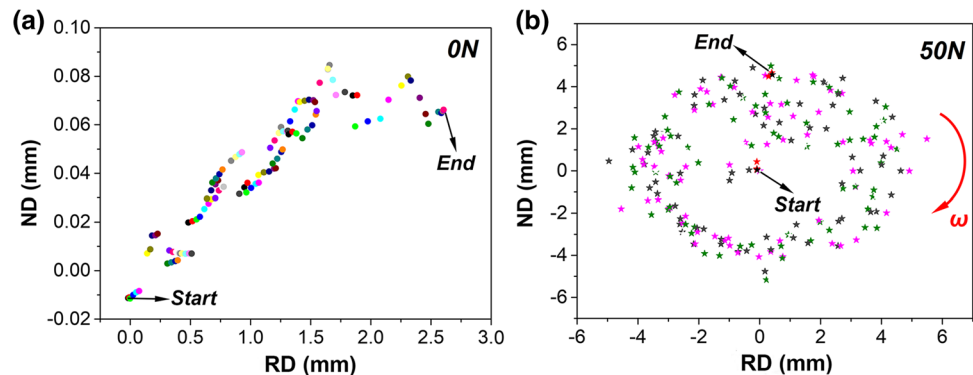 (a)
0N
0.10
0.08
0.06
0.04
0.02
0.00
-0.02
ND (mm)
Start
End
0.0 0.5 1.0 1.5 2.0 2.5 3.0
RD (mm)
(b)
50N
6
4
2
0
-2
-4
-6
ND (mm)
End
Start
ω
-6 -4 -2 0 2 4 6
RD (mm)